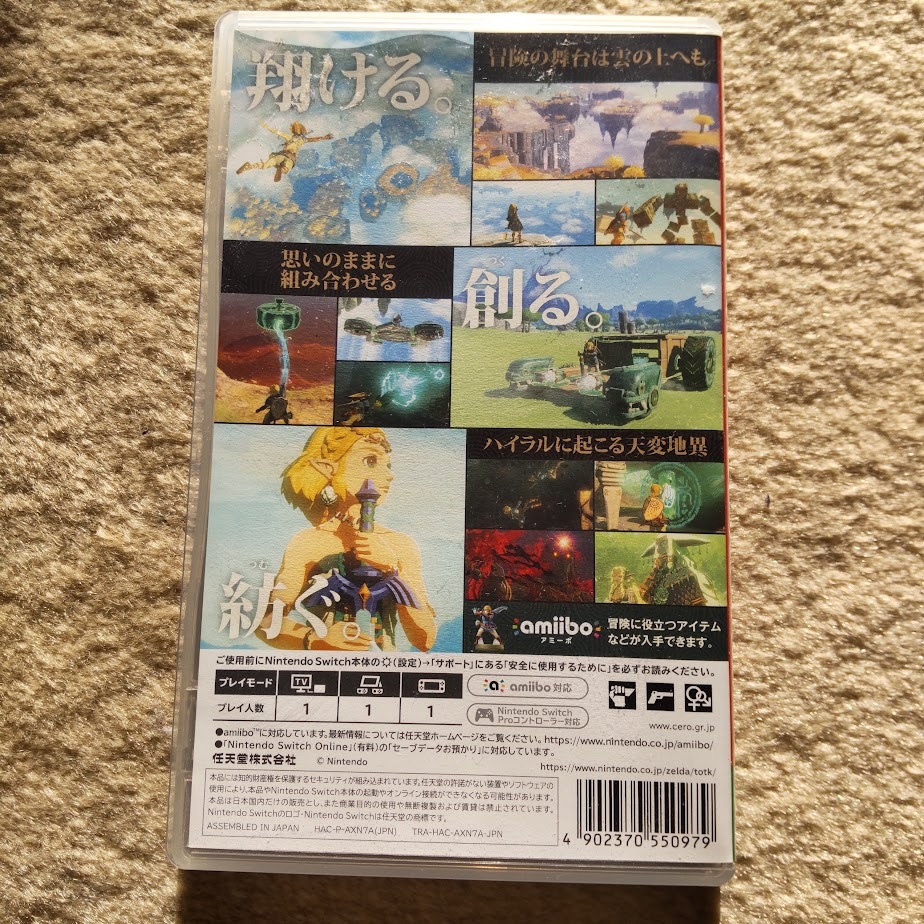 翔ける。
冒険の舞台は雲の上へも
思いのままに
組み合わせる
つく
創る。
ハイラルに起こる天変地異
つむ
紡ぐ。
amiibo
アミーボ
冒険に役立つアイテム
などが入手できます。
ご使用前にNintendo Switch本体の(設定)→「サポート」にある「安全に使用するために」を必ずお読みください。
プレイモード TV
プレイ人数 1 1 1
amiibo 対応
Nintendo Switch
Proコントローラー対応
www.cero.gr.jp
●amiibo™に対応しています。最新情報については任天堂ホームページをご覧ください。https://www.nintendo.co.jp/amiibo/
●「Nintendo Switch Online」(有料)の「セーブデータお預かり」に対応しています。
任天堂株式会社 © Nintendo
https://www.nintendo.co.jp/zelda/totk/
本品には知的財産権を保護するセキュリティが組み込まれています。任天堂の許諾がない装置やソフトウェアの
使用により、本品やNintendo Switch本体の起動やオンライン接続ができなくなる可能性があります。
本品は日本国内だけの販売とし、また商業目的の使用や無断複製および賃貸は禁止されています。
Nintendo Switchのロゴ・Nintendo Switchは任天堂の商標です。
ASSEMBLED IN JAPAN HAC-P-AXN7A(JPN) TRA-HAC-AXN7A-JPN
4 902370 550979